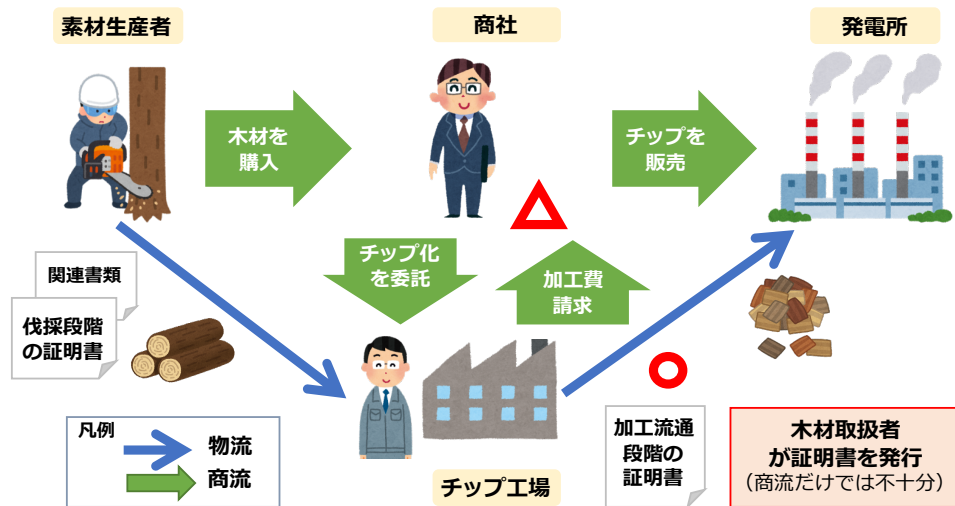 素材生産者
商社
発電所
木材を
購入
チップを
販売
チップ化
を委託
加工費
請求
関連書類
伐採段階
の証明書
凡例
物流
商流
チップ工場
加工流通
段階の
証明書
木材取扱者
が証明書を発行
（商流だけでは不十分）